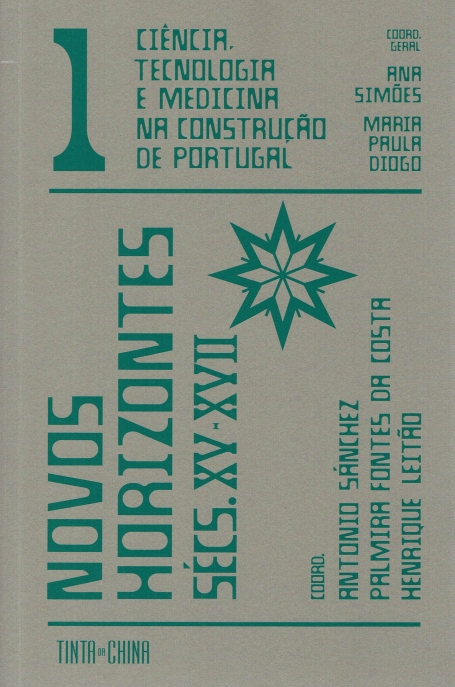 1
CIÊNCIA,
TECNOLOGIA
E MEDICINA
NA CONSTRUÇÃO
DE PORTUGAL
COORD.
GERAL
ANA
SIMÕES
MARIA
PAULA
DIOGO
NOVOS
HORIZONTES
SÉCS. XV-XVII
COORD.
ANTONIO SÁNCHEZ
PALMIRA FONTES DA COSTA
HENRIQUE LEITÃO
TINTA DA CHINA